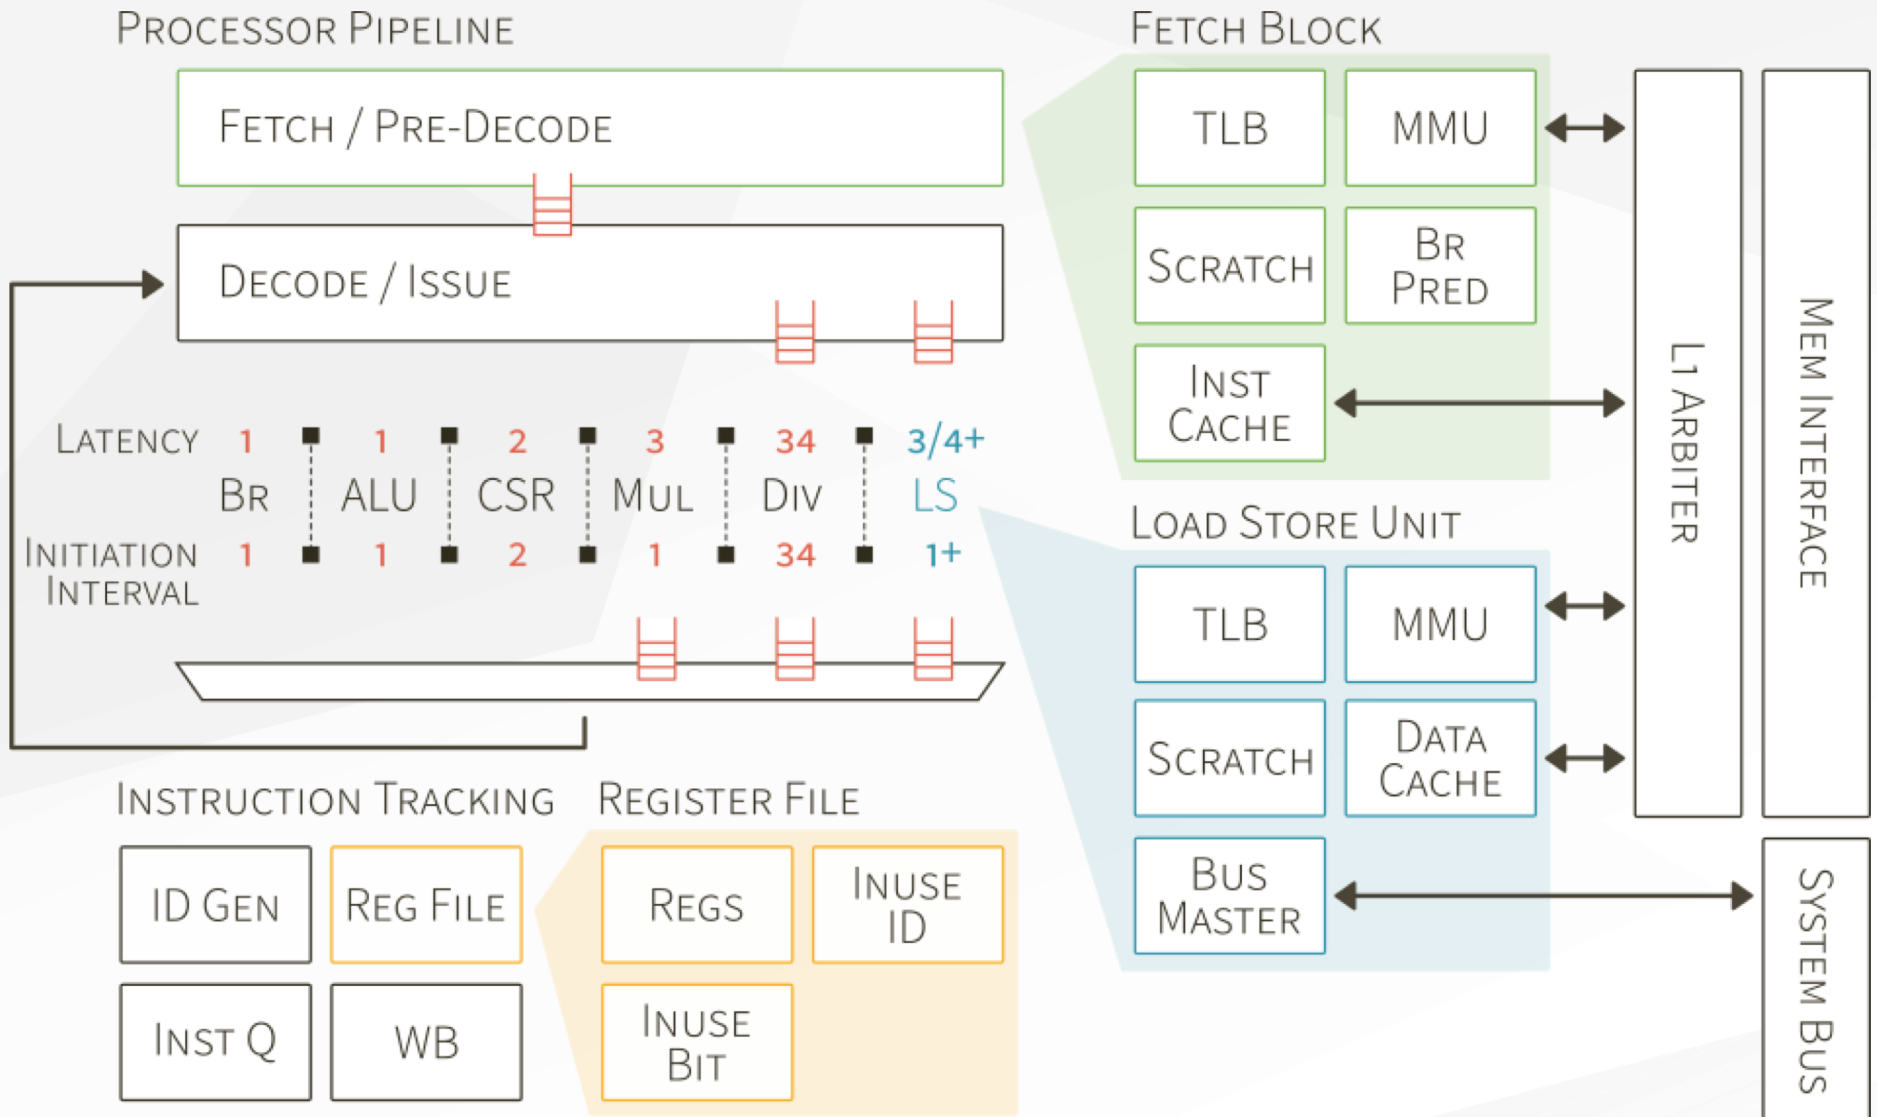 PROCESSOR PIPELINE
FETCH / PRE-DECODE
DECODE / ISSUE
LATENCY 1 1 2 3 34 3/4+
BR ALU CSR MUL DIV LS
INITIATION
INTERVAL
1 1 2 1 34 1+
INSTRUCTION TRACKING
ID GEN
REG FILE
INST Q
WB
REGISTER FILE
REGS
INUSE
ID
INUSE
BIT
FETCH BLOCK
TLB
MMU
SCRATCH
BR
PRED
INST
CACHE
LOAD STORE UNIT
TLB
MMU
SCRATCH
DATA
CACHE
BUS
MASTER
L1 ARBITER
MEM INTERFACE
SYSTEM BUS